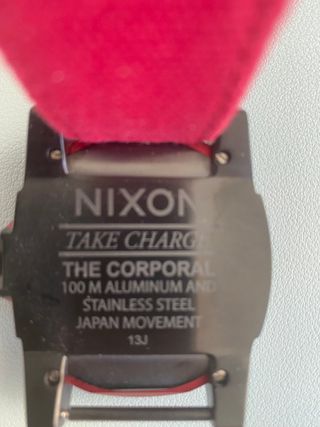 NIXON
TAKE CHARGE
THE CORPORAL
100 M ALUMINUM AND
STAINLESS STEEL
JAPAN MOVEMENT
13J